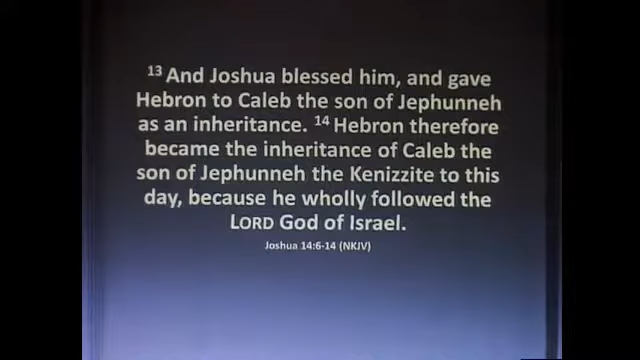 ¹³ And Joshua blessed him, and gave
Hebron to Caleb the son of Jephunneh
as an inheritance. ¹⁴ Hebron therefore
became the inheritance of Caleb the
son of Jephunneh the Kenizzite to this
day, because he wholly followed the
LORD God of Israel.
Joshua 14:6-14 (NKJV)